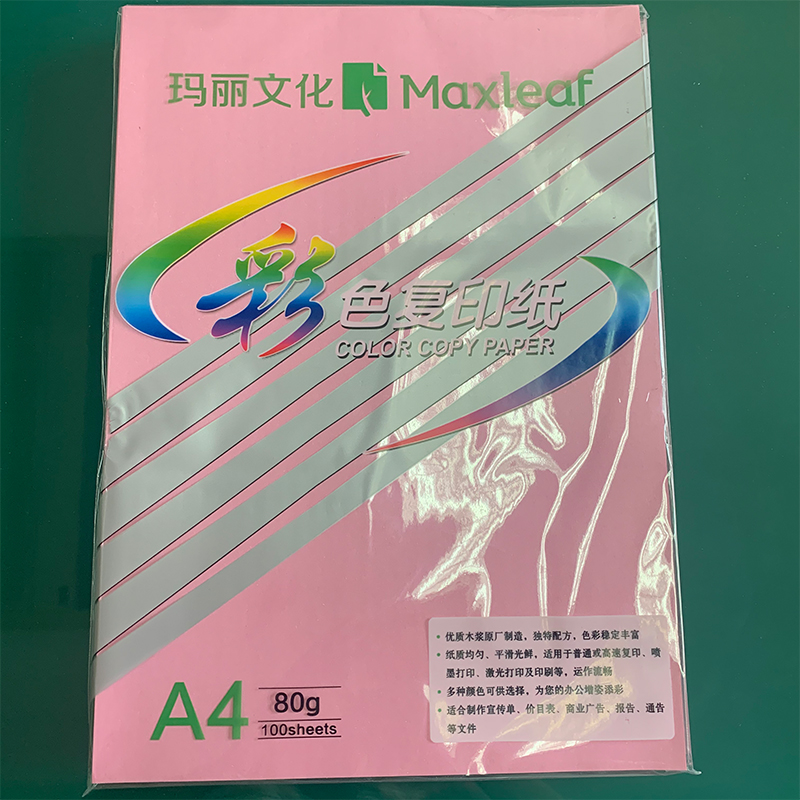 玛丽文化 Maxleaf
彩色复印纸
COLOR COPY PAPER
• 优质木浆原厂制造，独特配方，色彩稳定丰富
• 纸质均匀、平滑光鲜，适用于普通或高速复印、喷
墨打印、激光打印及印刷等，运作流畅
• 多种颜色可供选择，为您的办公增姿添彩
• 适合制作宣传单、价目表、商业广告、报告、通告
等文件
A4 80g
100sheets